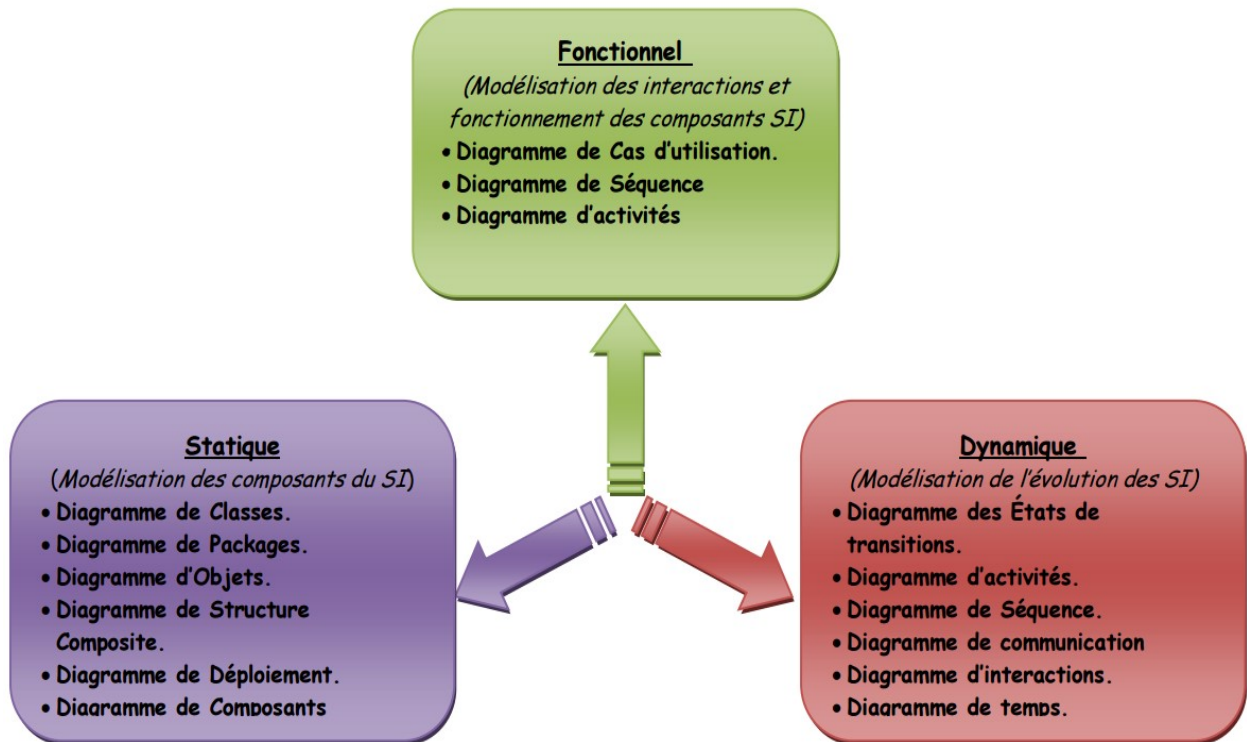 Fonctionnel
(Modélisation des interactions et
fonctionnement des composants SI)
• Diagramme de Cas d'utilisation.
• Diagramme de Séquence
• Diagramme d'activités
Statique
(Modélisation des composants du SI)
• Diagramme de Classes.
• Diagramme de Packages.
• Diagramme d'Objets.
• Diagramme de Structure
Composite.
• Diagramme de Déploiement.
• Diagramme de Composants
Dynamique
(Modélisation de l'évolution des SI)
• Diagramme des États de
transitions.
• Diagramme d'activités.
• Diagramme de Séquence.
• Diagramme de communication
• Diagramme d'interactions.
• Diagramme de temps.